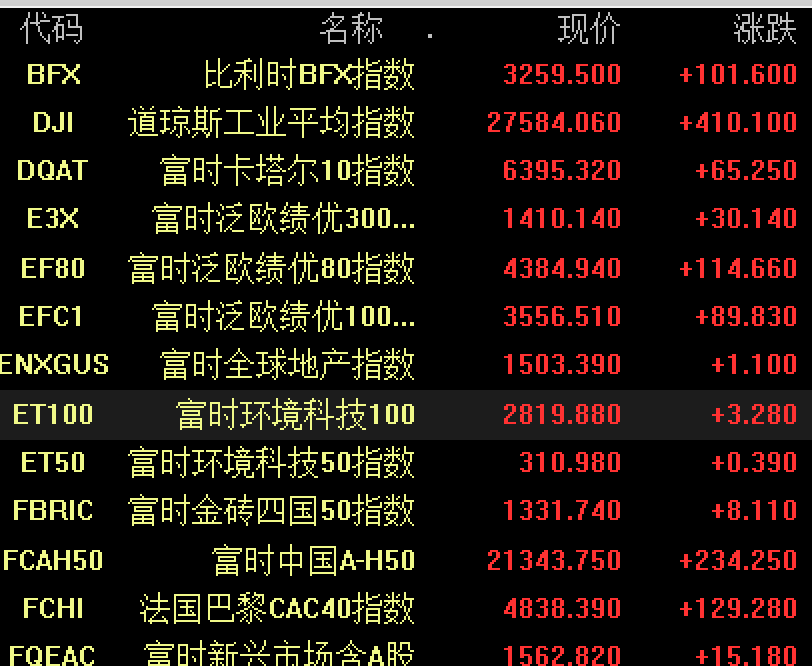 代码 名称 . 现价 涨跌
BFX 比利时BFX指数 3259.500 +101.600
DJI 道琼斯工业平均指数 27584.060 +410.100
DQAT 富时卡塔尔10指数 6395.320 +65.250
E3X 富时泛欧绩优300... 1410.140 +30.140
EF80 富时泛欧绩优80指数 4384.940 +114.660
EFC1 富时泛欧绩优100... 3556.510 +89.830
ENXGUS 富时全球地产指数 1503.390 +1.100
ET100 富时环境科技100 2819.880 +3.280
ET50 富时环境科技50指数 310.980 +0.390
FBRIC 富时金砖四国50指数 1331.740 +8.110
FCAH50 富时中国A-H50 21343.750 +234.250
FCHI 法国巴黎CAC40指数 4838.390 +129.280
FQEAC 富时新兴市场含A股 1562.820 +15.180